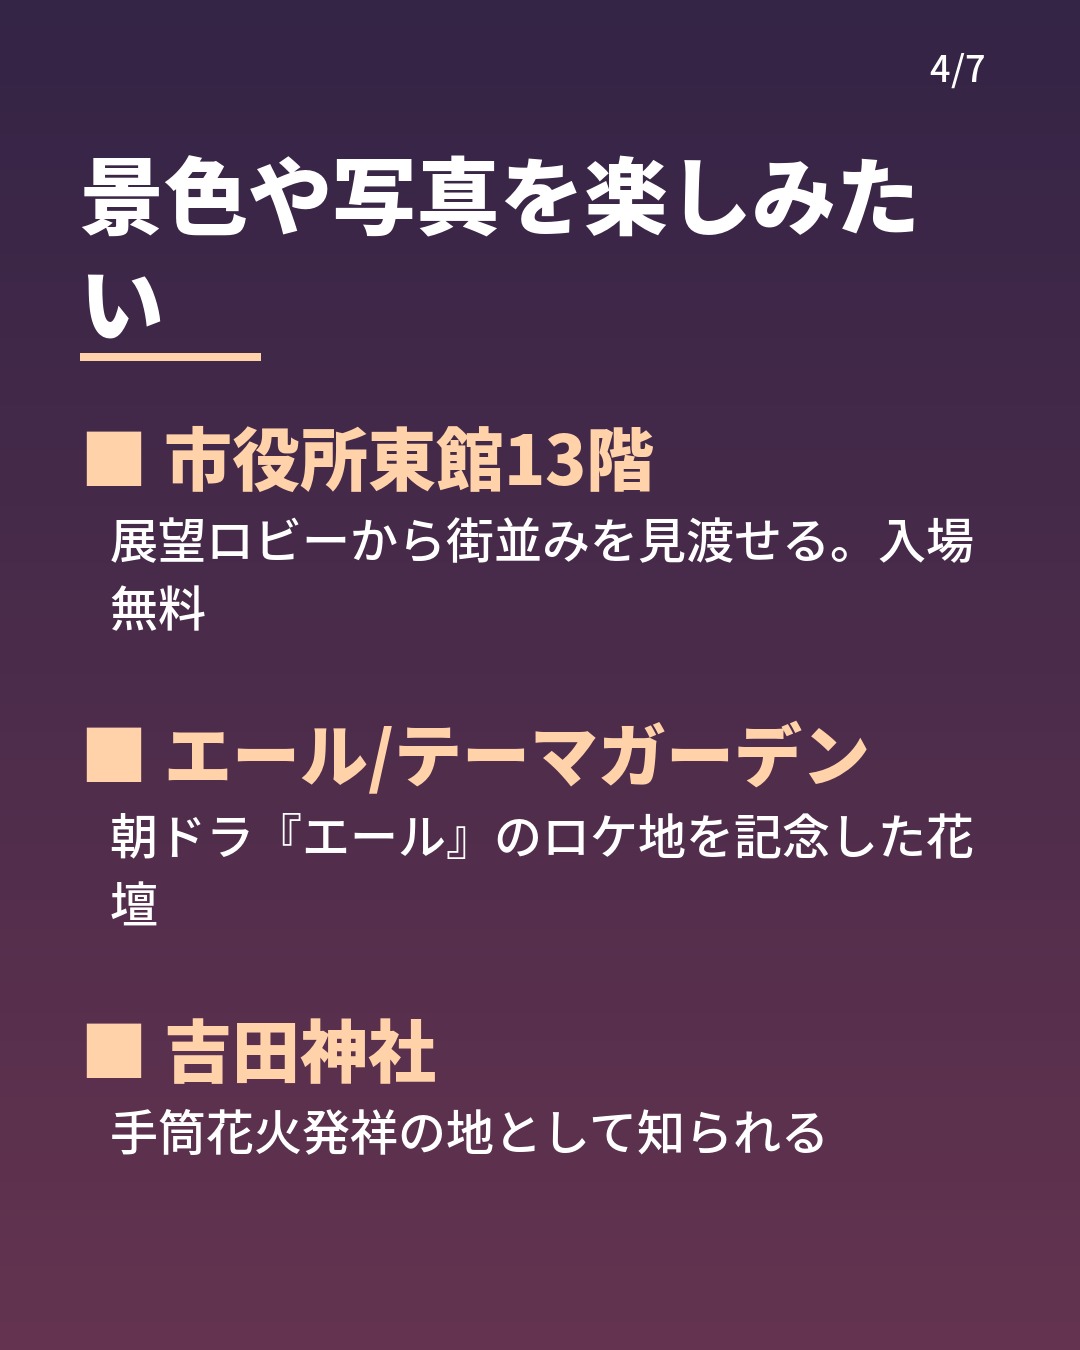 4/7
景色や写真を楽しみた
い
■ 市役所東館13階
展望ロビーから街並みを見渡せる。入場
無料
■ エール/テーマガーデン
朝ドラ『エール』のロケ地を記念した花
壇
■ 吉田神社
手筒花火発祥の地として知られる